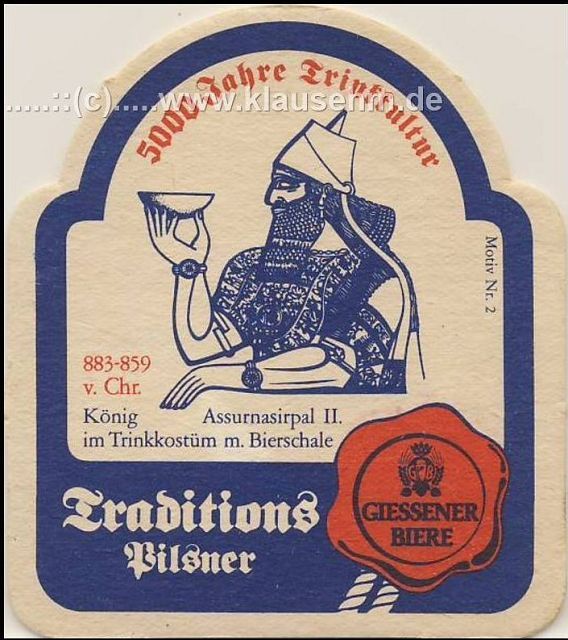 5000 Jahre Trinkkultur
.....::(c).....www.klausehm.de
Motiv Nr. 2
883-859
v. Chr.
König Assurnasirpal II.
im Trinkkostüm m. Bierschale
Traditions
Pilsner
GIESSENER
BIERE